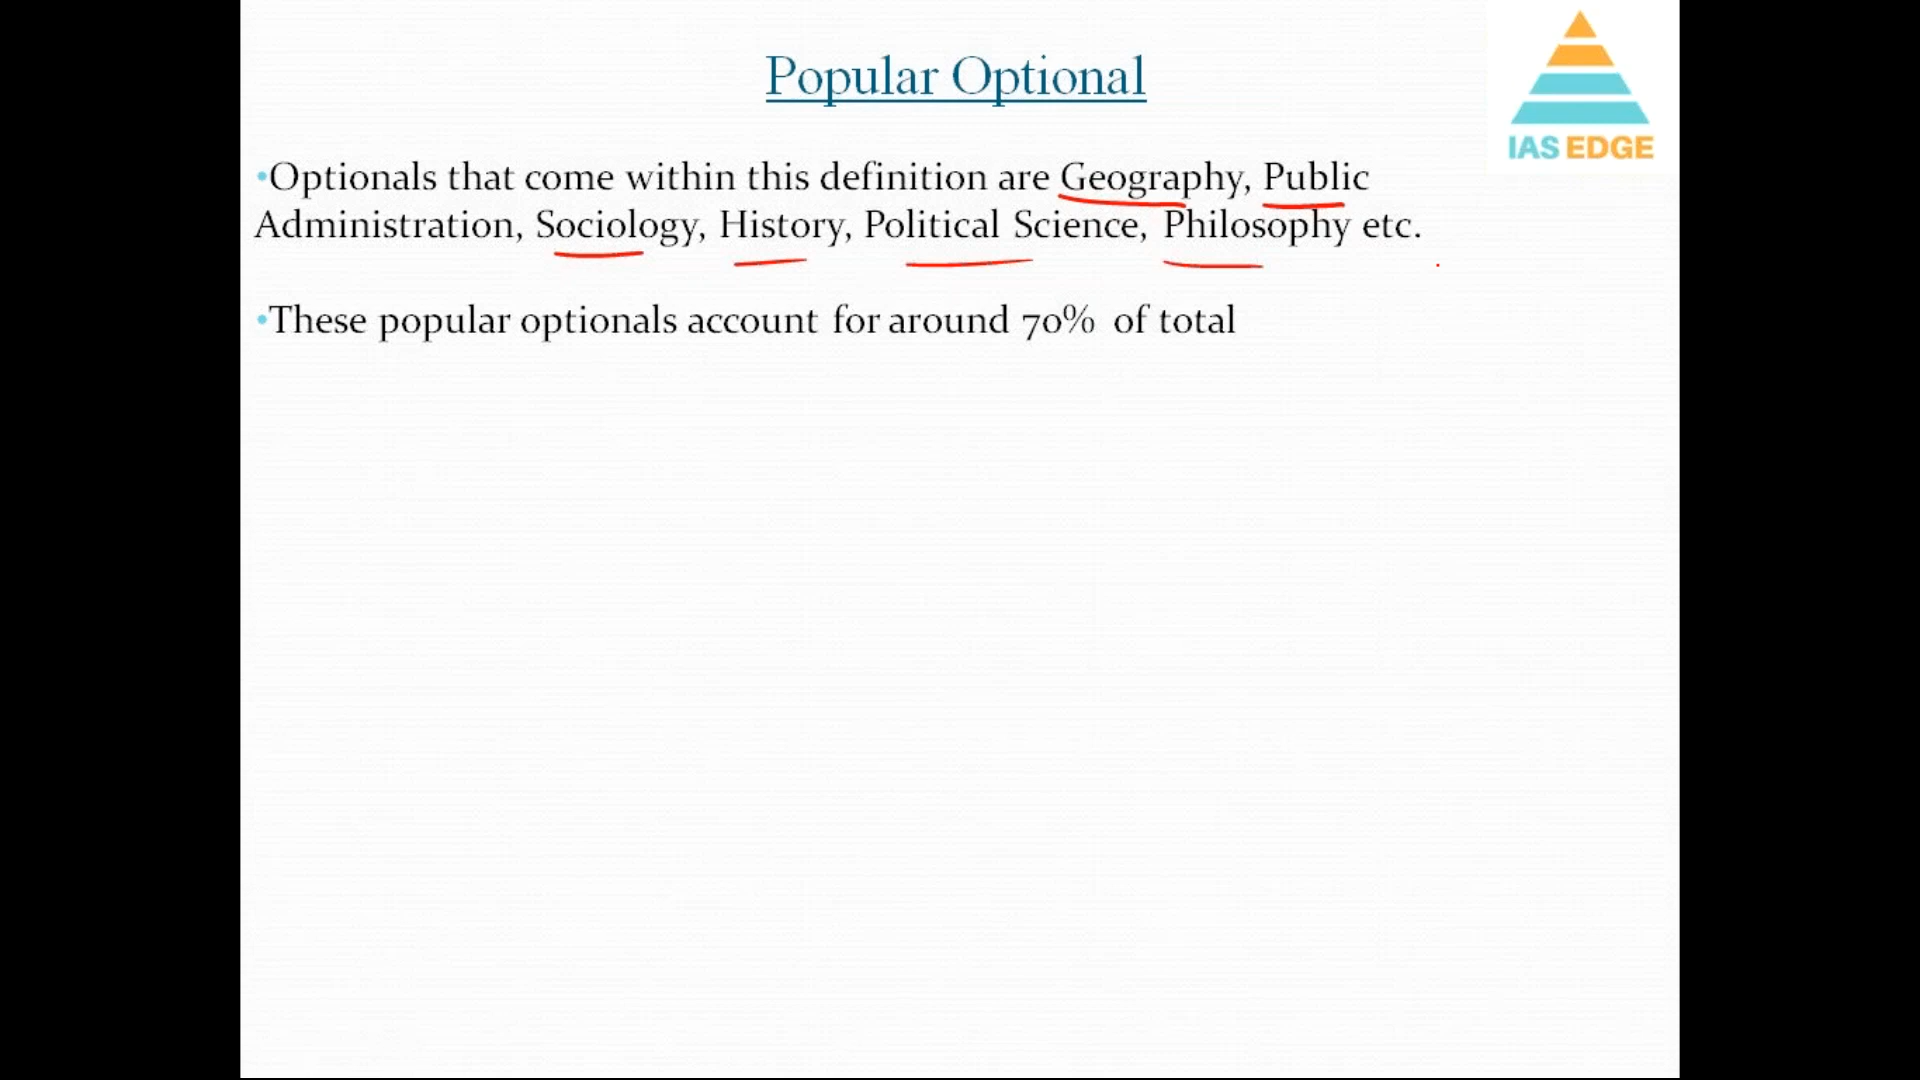 Popular Optional
IAS EDGE
•Optionals that come within this definition are Geography, Public
Administration, Sociology, History, Political Science, Philosophy etc.
•These popular optionals account for around 70% of total